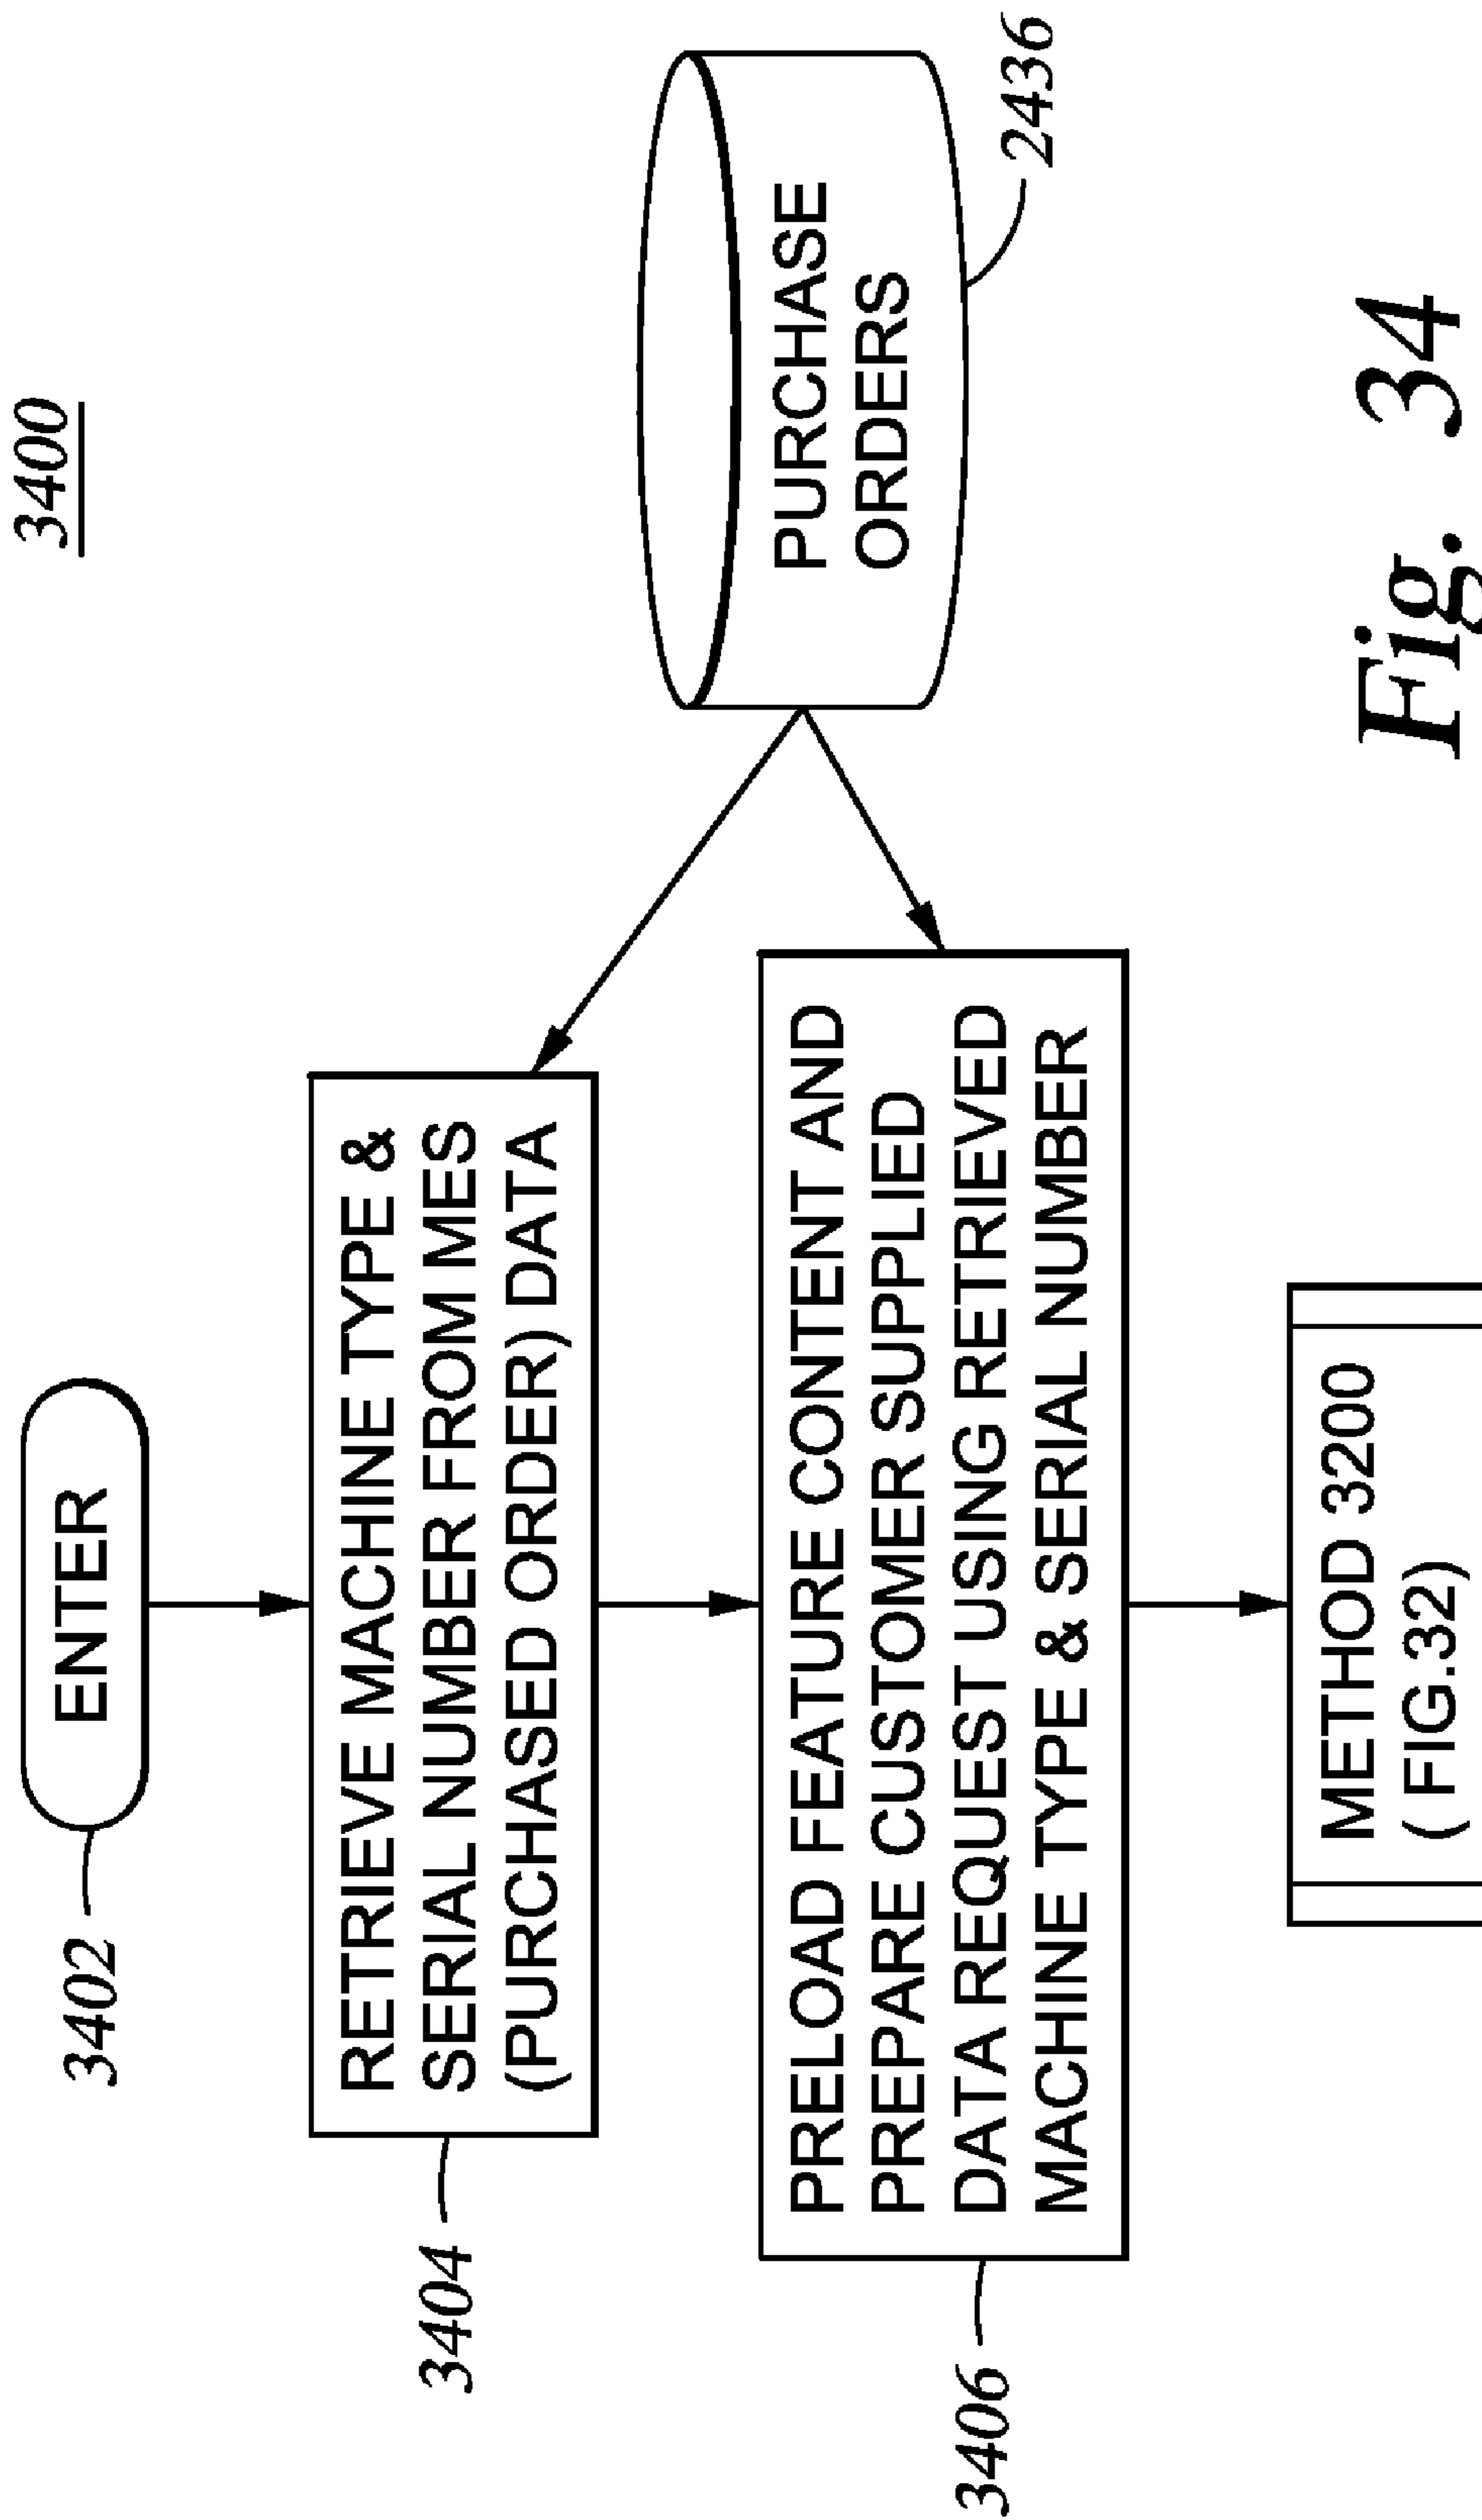 3400
3402
ENTER
3404
RETRIEVE MACHINE TYPE &
SERIAL NUMBER FROM MES
(PURCHASED ORDER) DATA
PURCHASE
ORDERS
2436
3406
PRELOAD FEATURE CONTENT AND
PREPARE CUSTOMER SUPPLIED
DATA REQUEST USING RETRIEVED
MACHINE TYPE & SERIAL NUMBER
METHOD 3200
(FIG.32)
Fig. 34